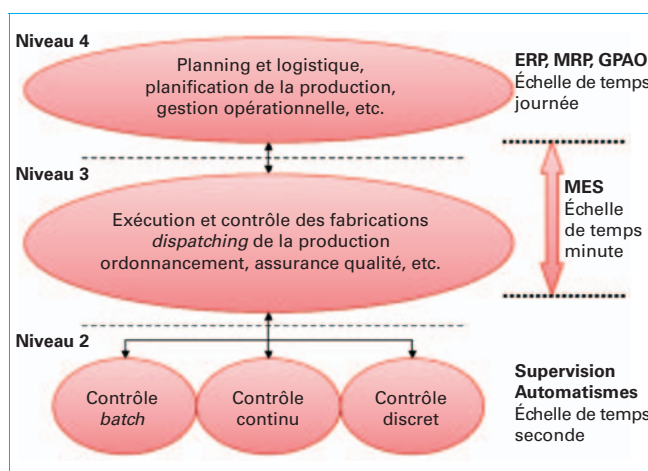 Niveau 4
Planning et logistique,
planification de la production,
gestion opérationnelle, etc.
ERP, MRP, GPAO
Échelle de temps
journée
Niveau 3
Exécution et contrôle des fabrications
dispatching de la production
ordonnancement, assurance qualité, etc.
MES
Échelle
de temps
minute
Niveau 2
Contrôle
batch
Contrôle
continu
Contrôle
discret
Supervision
Automatismes
Échelle de temps
seconde